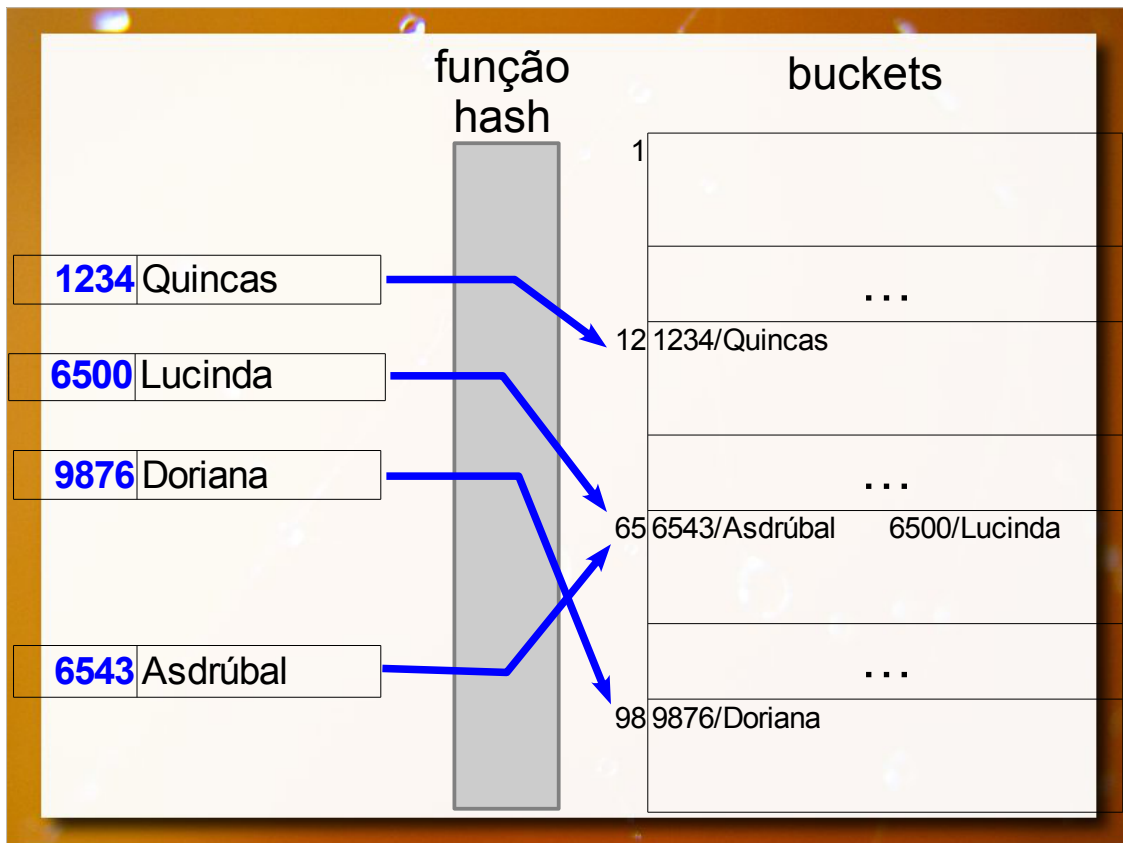 função
hash
buckets
1
1234 Quincas
...
12 1234/Quincas
6500 Lucinda
9876 Doriana
...
65 6543/Asdrúbal 6500/Lucinda
6543 Asdrúbal
...
98 9876/Doriana